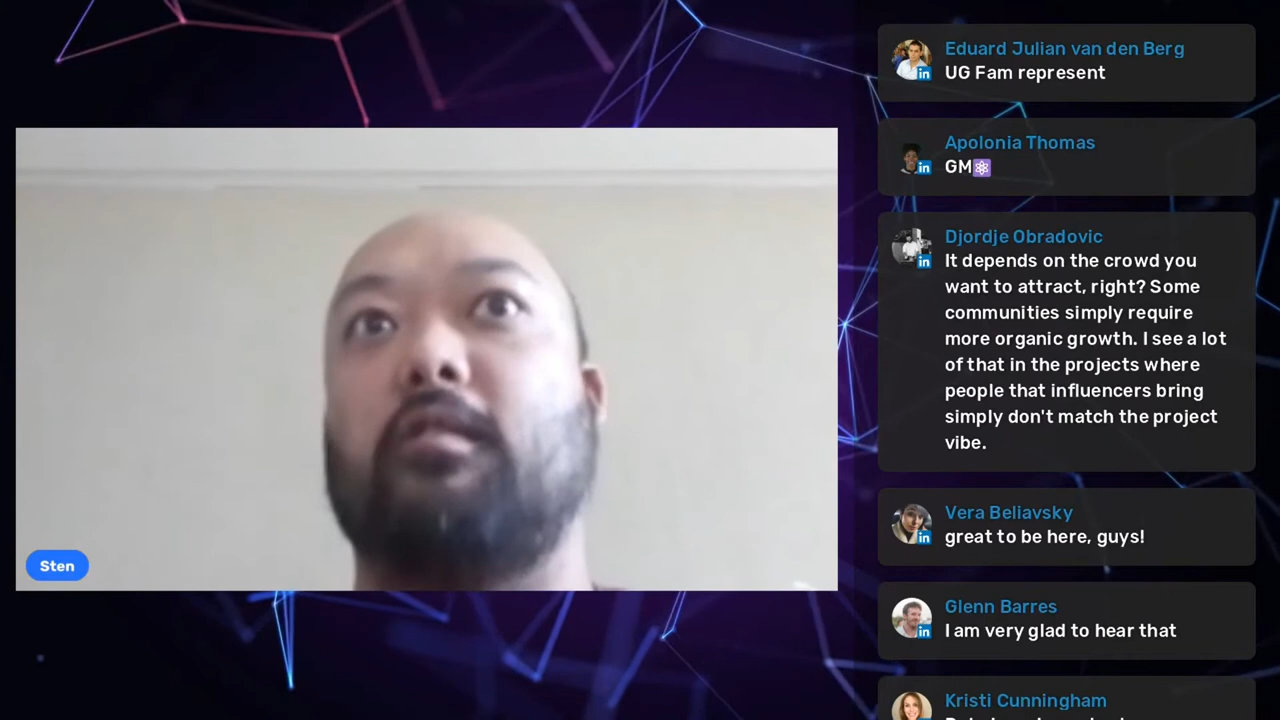 Eduard Julian van den Berg
UG Fam represent
Apolonia Thomas
GM⚛️
Djordje Obradovic
It depends on the crowd you
want to attract, right? Some
communities simply require
more organic growth. I see a lot
of that in the projects where
people that influencers bring
simply don't match the project
vibe.
Vera Beliavsky
great to be here, guys!
Glenn Barres
I am very glad to hear that
Kristi Cunningham
Sten